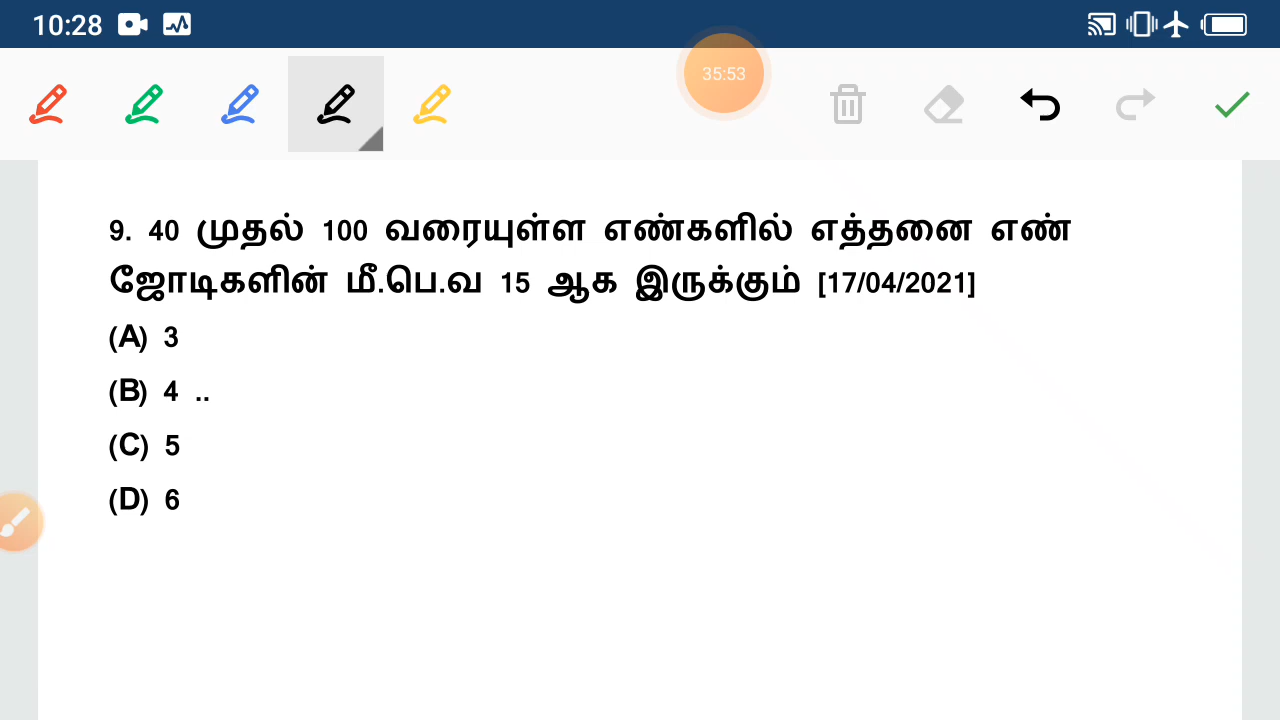 10:28
35:53
9. 40 முதல் 100 வரையுள்ள எண்களில் எத்தனை எண்
ஜோடிகளின் மீ.பெ.வ 15 ஆக இருக்கும் [17/04/2021]
(A) 3
(B) 4 ..
(C) 5
(D) 6